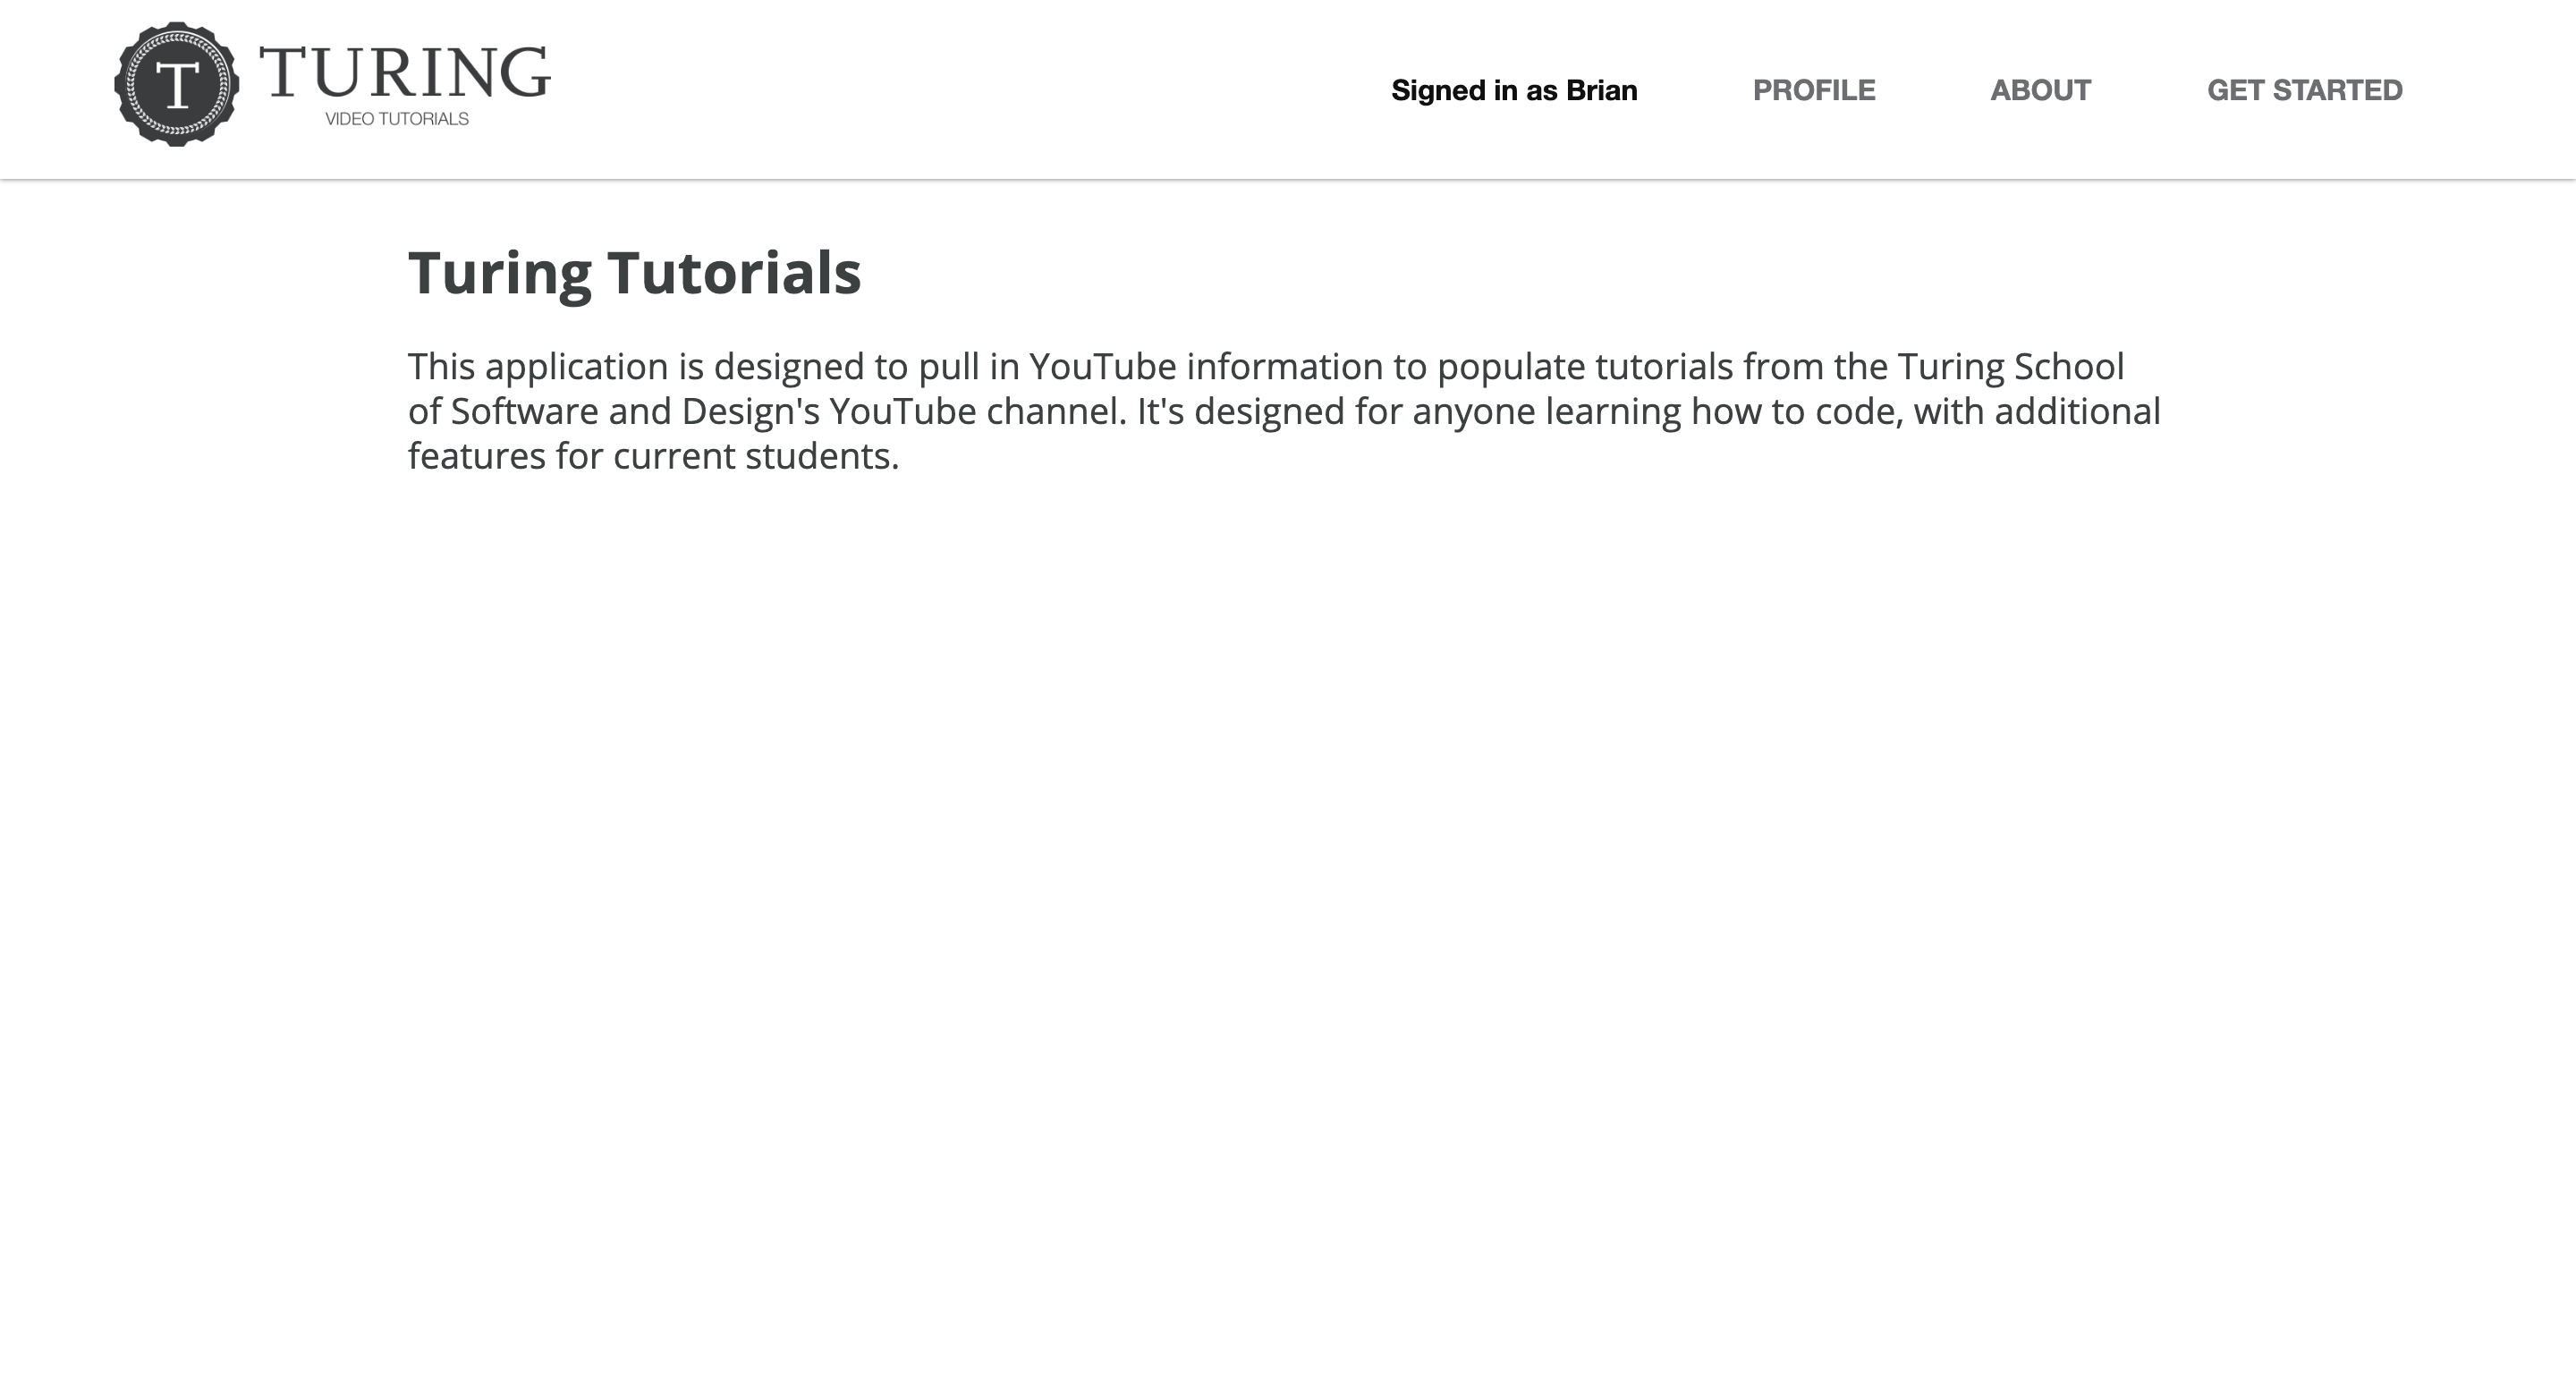 T
TURING
VIDEO TUTORIALS
Signed in as Brian PROFILE ABOUT GET STARTED
Turing Tutorials
This application is designed to pull in YouTube information to populate tutorials from the Turing School
of Software and Design's YouTube channel. It's designed for anyone learning how to code, with additional
features for current students.